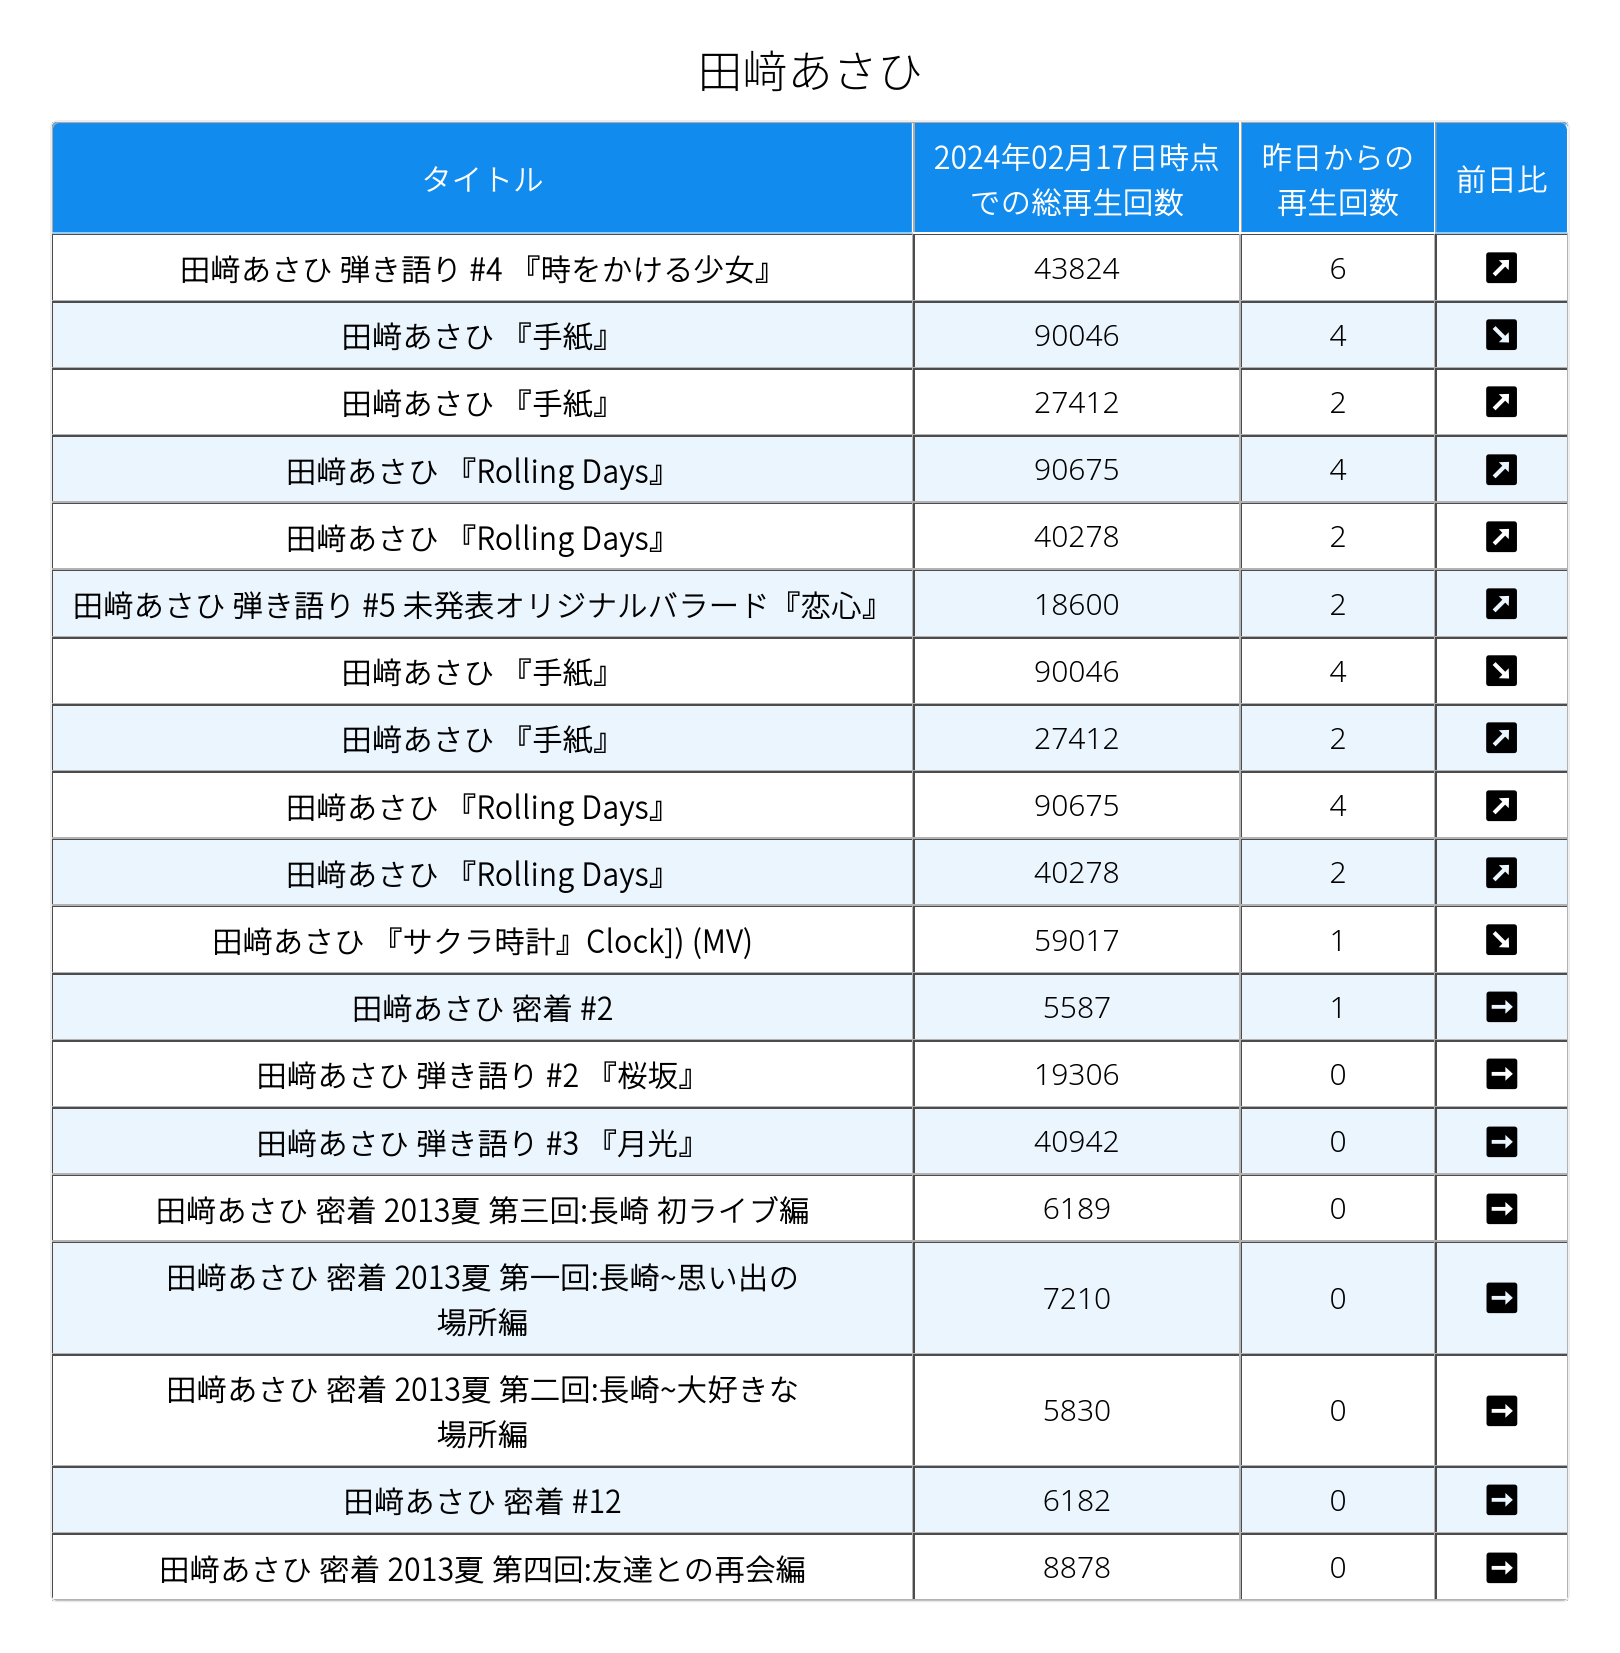 田﨑あさひ
タイトル
2024年02月17日時点
での総再生回数
昨日からの
再生回数
前日比
田﨑あさひ 弾き語り #4 『時をかける少女』 43824 6
田﨑あさひ 『手紙』 90046 4
田﨑あさひ 『手紙』 27412 2
田﨑あさひ 『Rolling Days』 90675 4
田﨑あさひ 『Rolling Days』 40278 2
田﨑あさひ 弾き語り #5 未発表オリジナルバラード『恋心』 18600 2
田﨑あさひ 『手紙』 90046 4
田﨑あさひ 『手紙』 27412 2
田﨑あさひ 『Rolling Days』 90675 4
田﨑あさひ 『Rolling Days』 40278 2
田﨑あさひ 『サクラ時計』Clock]) (MV) 59017 1
田﨑あさひ 密着 #2 5587 1
田﨑あさひ 弾き語り #2 『桜坂』 19306 0
田﨑あさひ 弾き語り #3 『月光』 40942 0
田﨑あさひ 密着 2013夏 第三回:長崎 初ライブ編 6189 0
田﨑あさひ 密着 2013夏 第一回:長崎~思い出の
場所編 7210 0
田﨑あさひ 密着 2013夏 第二回:長崎~大好きな
場所編 5830 0
田﨑あさひ 密着 #12 6182 0
田﨑あさひ 密着 2013夏 第四回:友達との再会編 8878 0